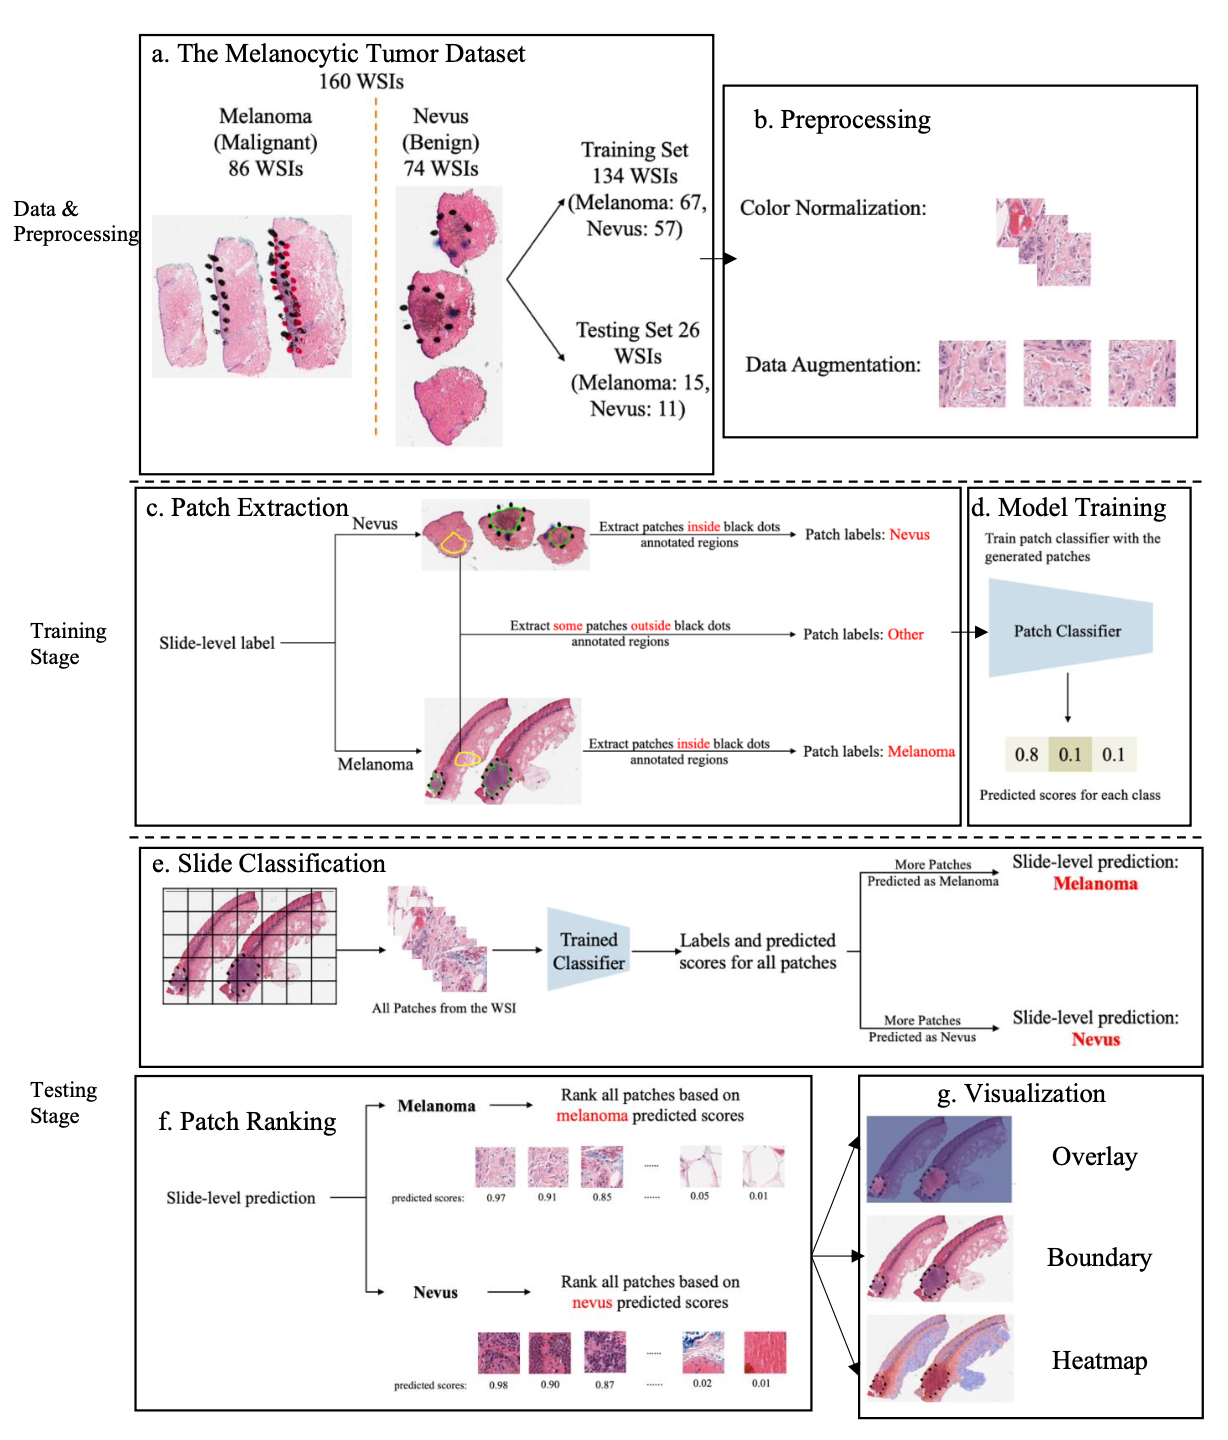 a. The Melanocytic Tumor Dataset
160 WSIs
Melanoma
(Malignant)
86 WSIs
Nevus
(Benign)
74 WSIs
Training Set
134 WSIs
(Melanoma: 67,
Nevus: 57)
Testing Set 26
WSIs
(Melanoma: 15,
Nevus: 11)
Data &
Preprocessing
b. Preprocessing
Color Normalization:
Data Augmentation:
c. Patch Extraction
Nevus
Extract patches inside black dots
annotated regions
Patch labels: Nevus
Training
Stage
Slide-level label
Extract some patches outside black dots
annotated regions
Patch labels: Other
Melanoma
Extract patches inside black dots
annotated regions
Patch labels: Melanoma
d. Model Training
Train patch classifier with the
generated patches
Patch Classifier
0.8 0.1 0.1
Predicted scores for each class
e. Slide Classification
All Patches from the WSI
Trained
Classifier
Labels and predicted
scores for all patches
More Patches
Predicted as Melanoma
Slide-level prediction:
Melanoma
More Patches
Predicted as Nevus
Slide-level prediction:
Nevus
Testing
Stage
f. Patch Ranking
Slide-level prediction
Melanoma
Rank all patches based on
melanoma predicted scores
......
predicted scores: 0.97 0.91 0.85 ...... 0.05 0.01
Nevus
Rank all patches based on
nevus predicted scores
......
predicted scores: 0.98 0.90 0.87 ...... 0.02 0.01
g. Visualization
Overlay
Boundary
Heatmap